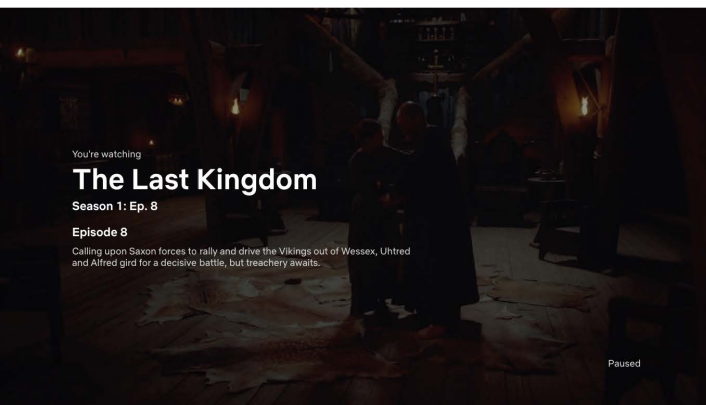 You're watching
The Last Kingdom
Season 1: Ep. 8
Episode 8
Calling upon Saxon forces to rally and drive the Vikings out of Wessex, Uhtred
and Alfred gird for a decisive battle, but treachery awaits.
Paused